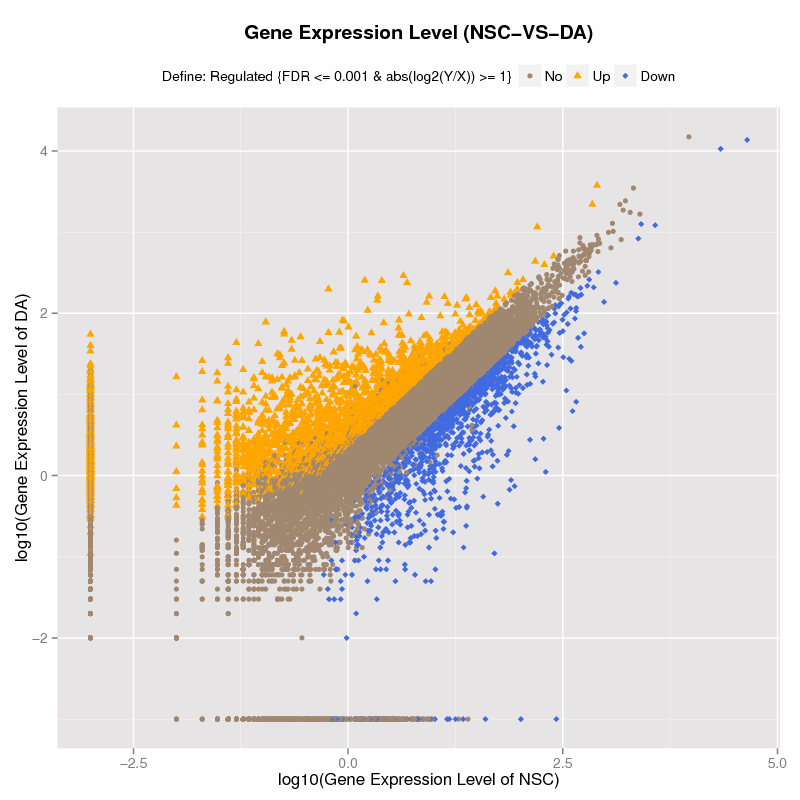 Gene Expression Level (NSC−VS−DA)
Define: Regulated {FDR <= 0.001 & abs(log2(Y/X)) >= 1} No Up Down
4
2
0
−2
log10(Gene Expression Level of DA)
−2.5 0.0 2.5 5.0
log10(Gene Expression Level of NSC)